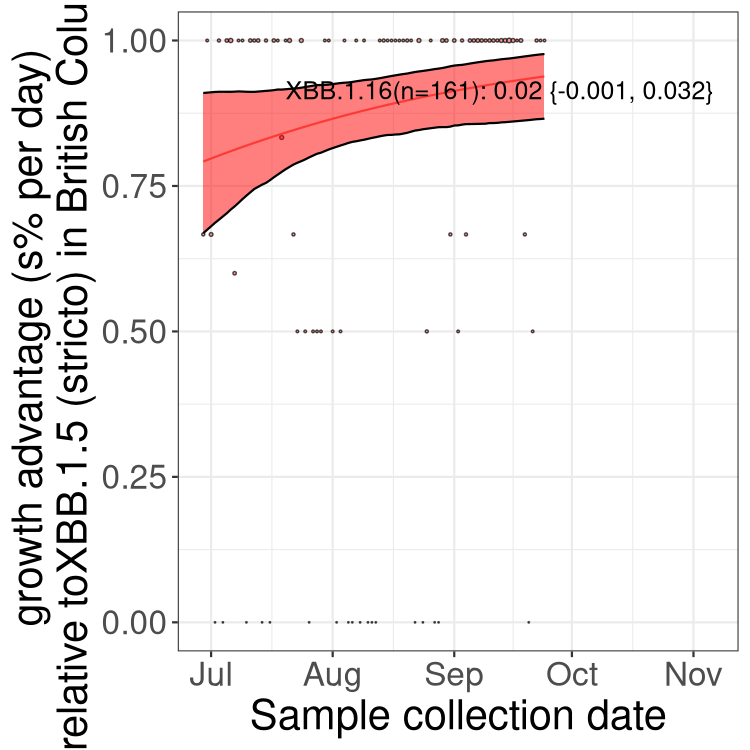 growth advantage (s% per day)
relative toXBB.1.5 (stricto) in British Colu
1.00
0.75
0.50
0.25
0.00
XBB.1.16(n=161): 0.02 {-0.001, 0.032}
Jul Aug Sep Oct Nov
Sample collection date